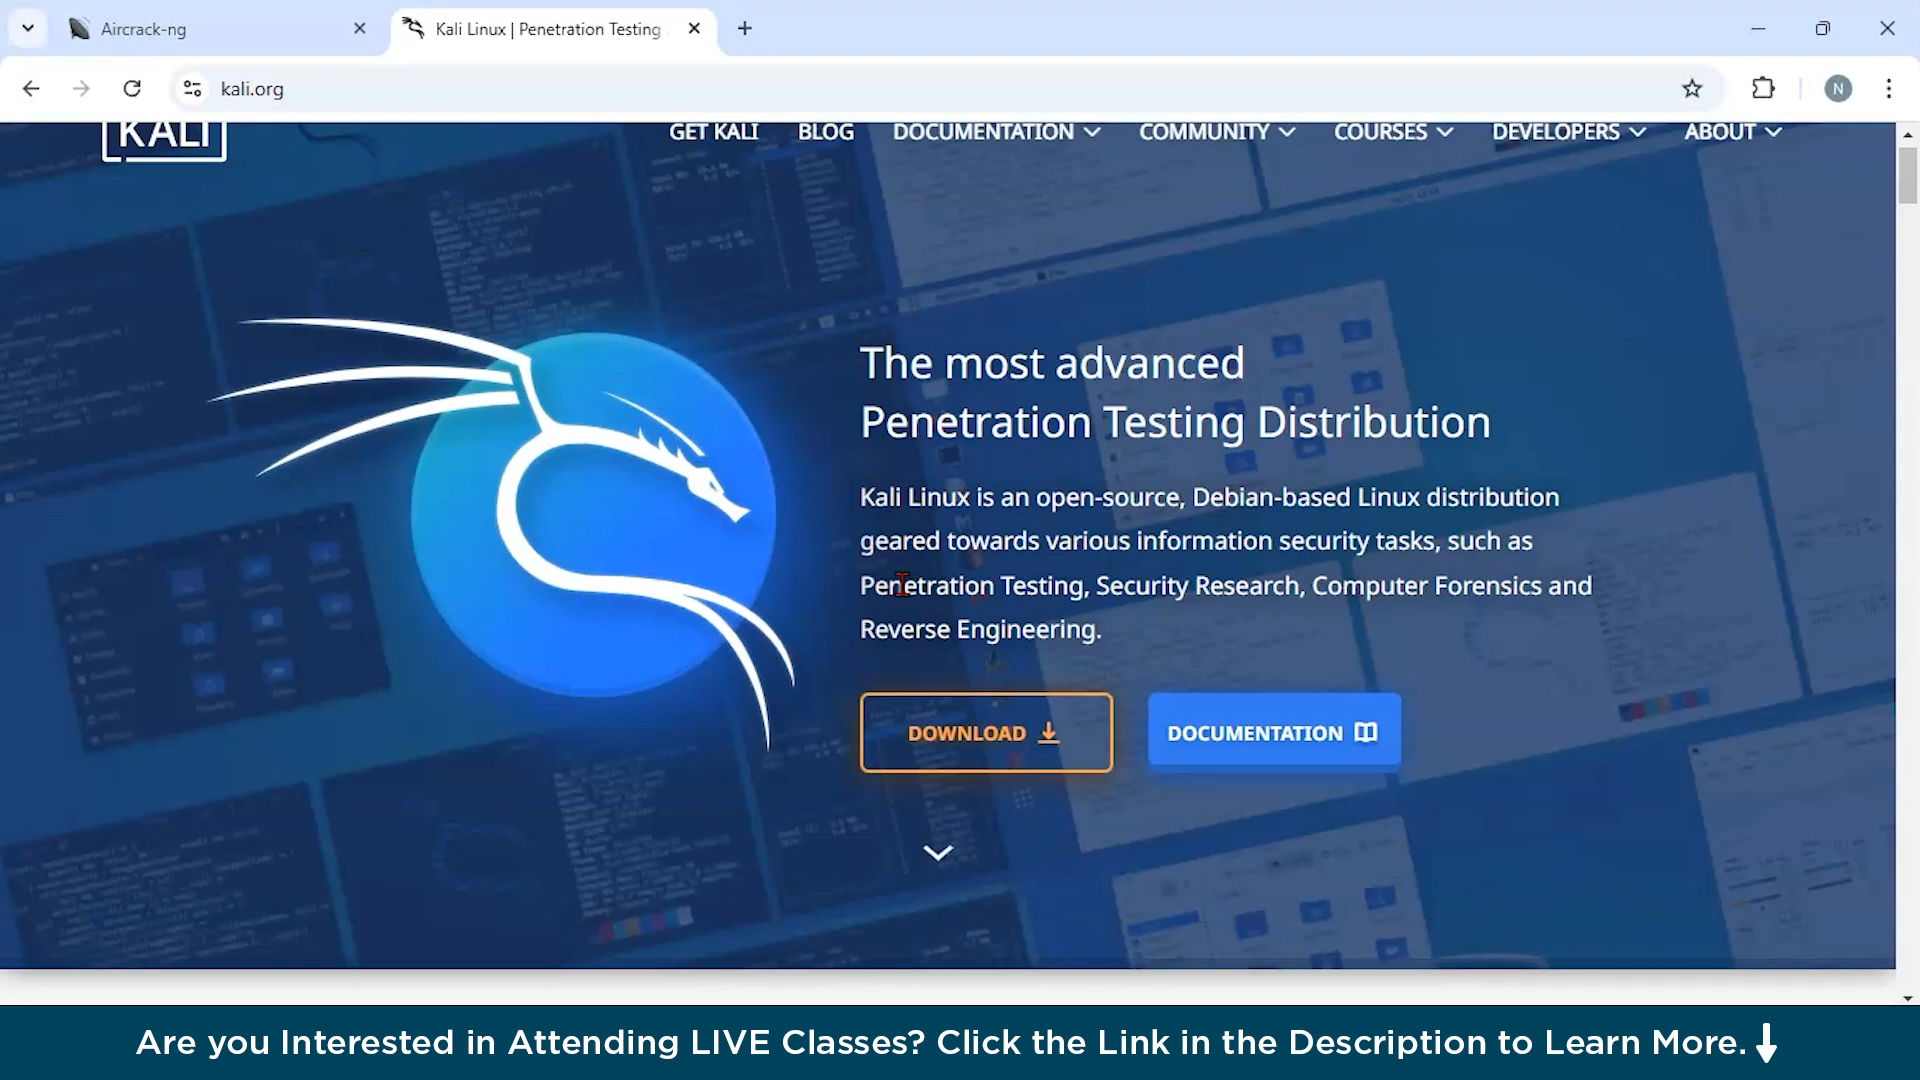 Aircrack-ng
Kali Linux | Penetration Testing
kali.org
N
KALI
GET KALI
BLOG
DOCUMENTATION
COMMUNITY
COURSES
DEVELOPERS
ABOUT
The most advanced
Penetration Testing Distribution
Kali Linux is an open-source, Debian-based Linux distribution
geared towards various information security tasks, such as
Penetration Testing, Security Research, Computer Forensics and
Reverse Engineering.
DOWNLOAD
DOCUMENTATION
Are you Interested in Attending LIVE Classes? Click the Link in the Description to Learn More.